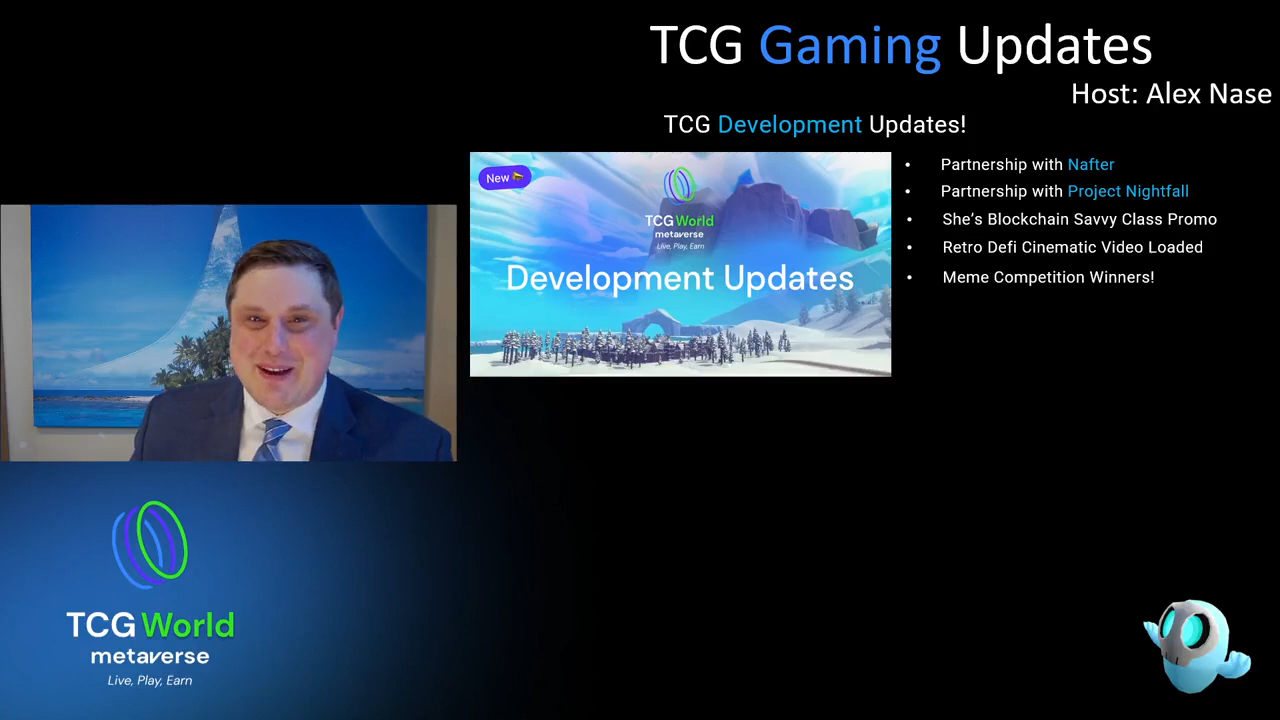 TCG Gaming Updates
Host: Alex Nase
TCG Development Updates!
New
TCG World
metaverse
Live, Play, Earn
Development Updates
• Partnership with Nafter
• Partnership with Project Nightfall
• She’s Blockchain Savvy Class Promo
• Retro Defi Cinematic Video Loaded
• Meme Competition Winners!
TCG World
metaverse
Live, Play, Earn